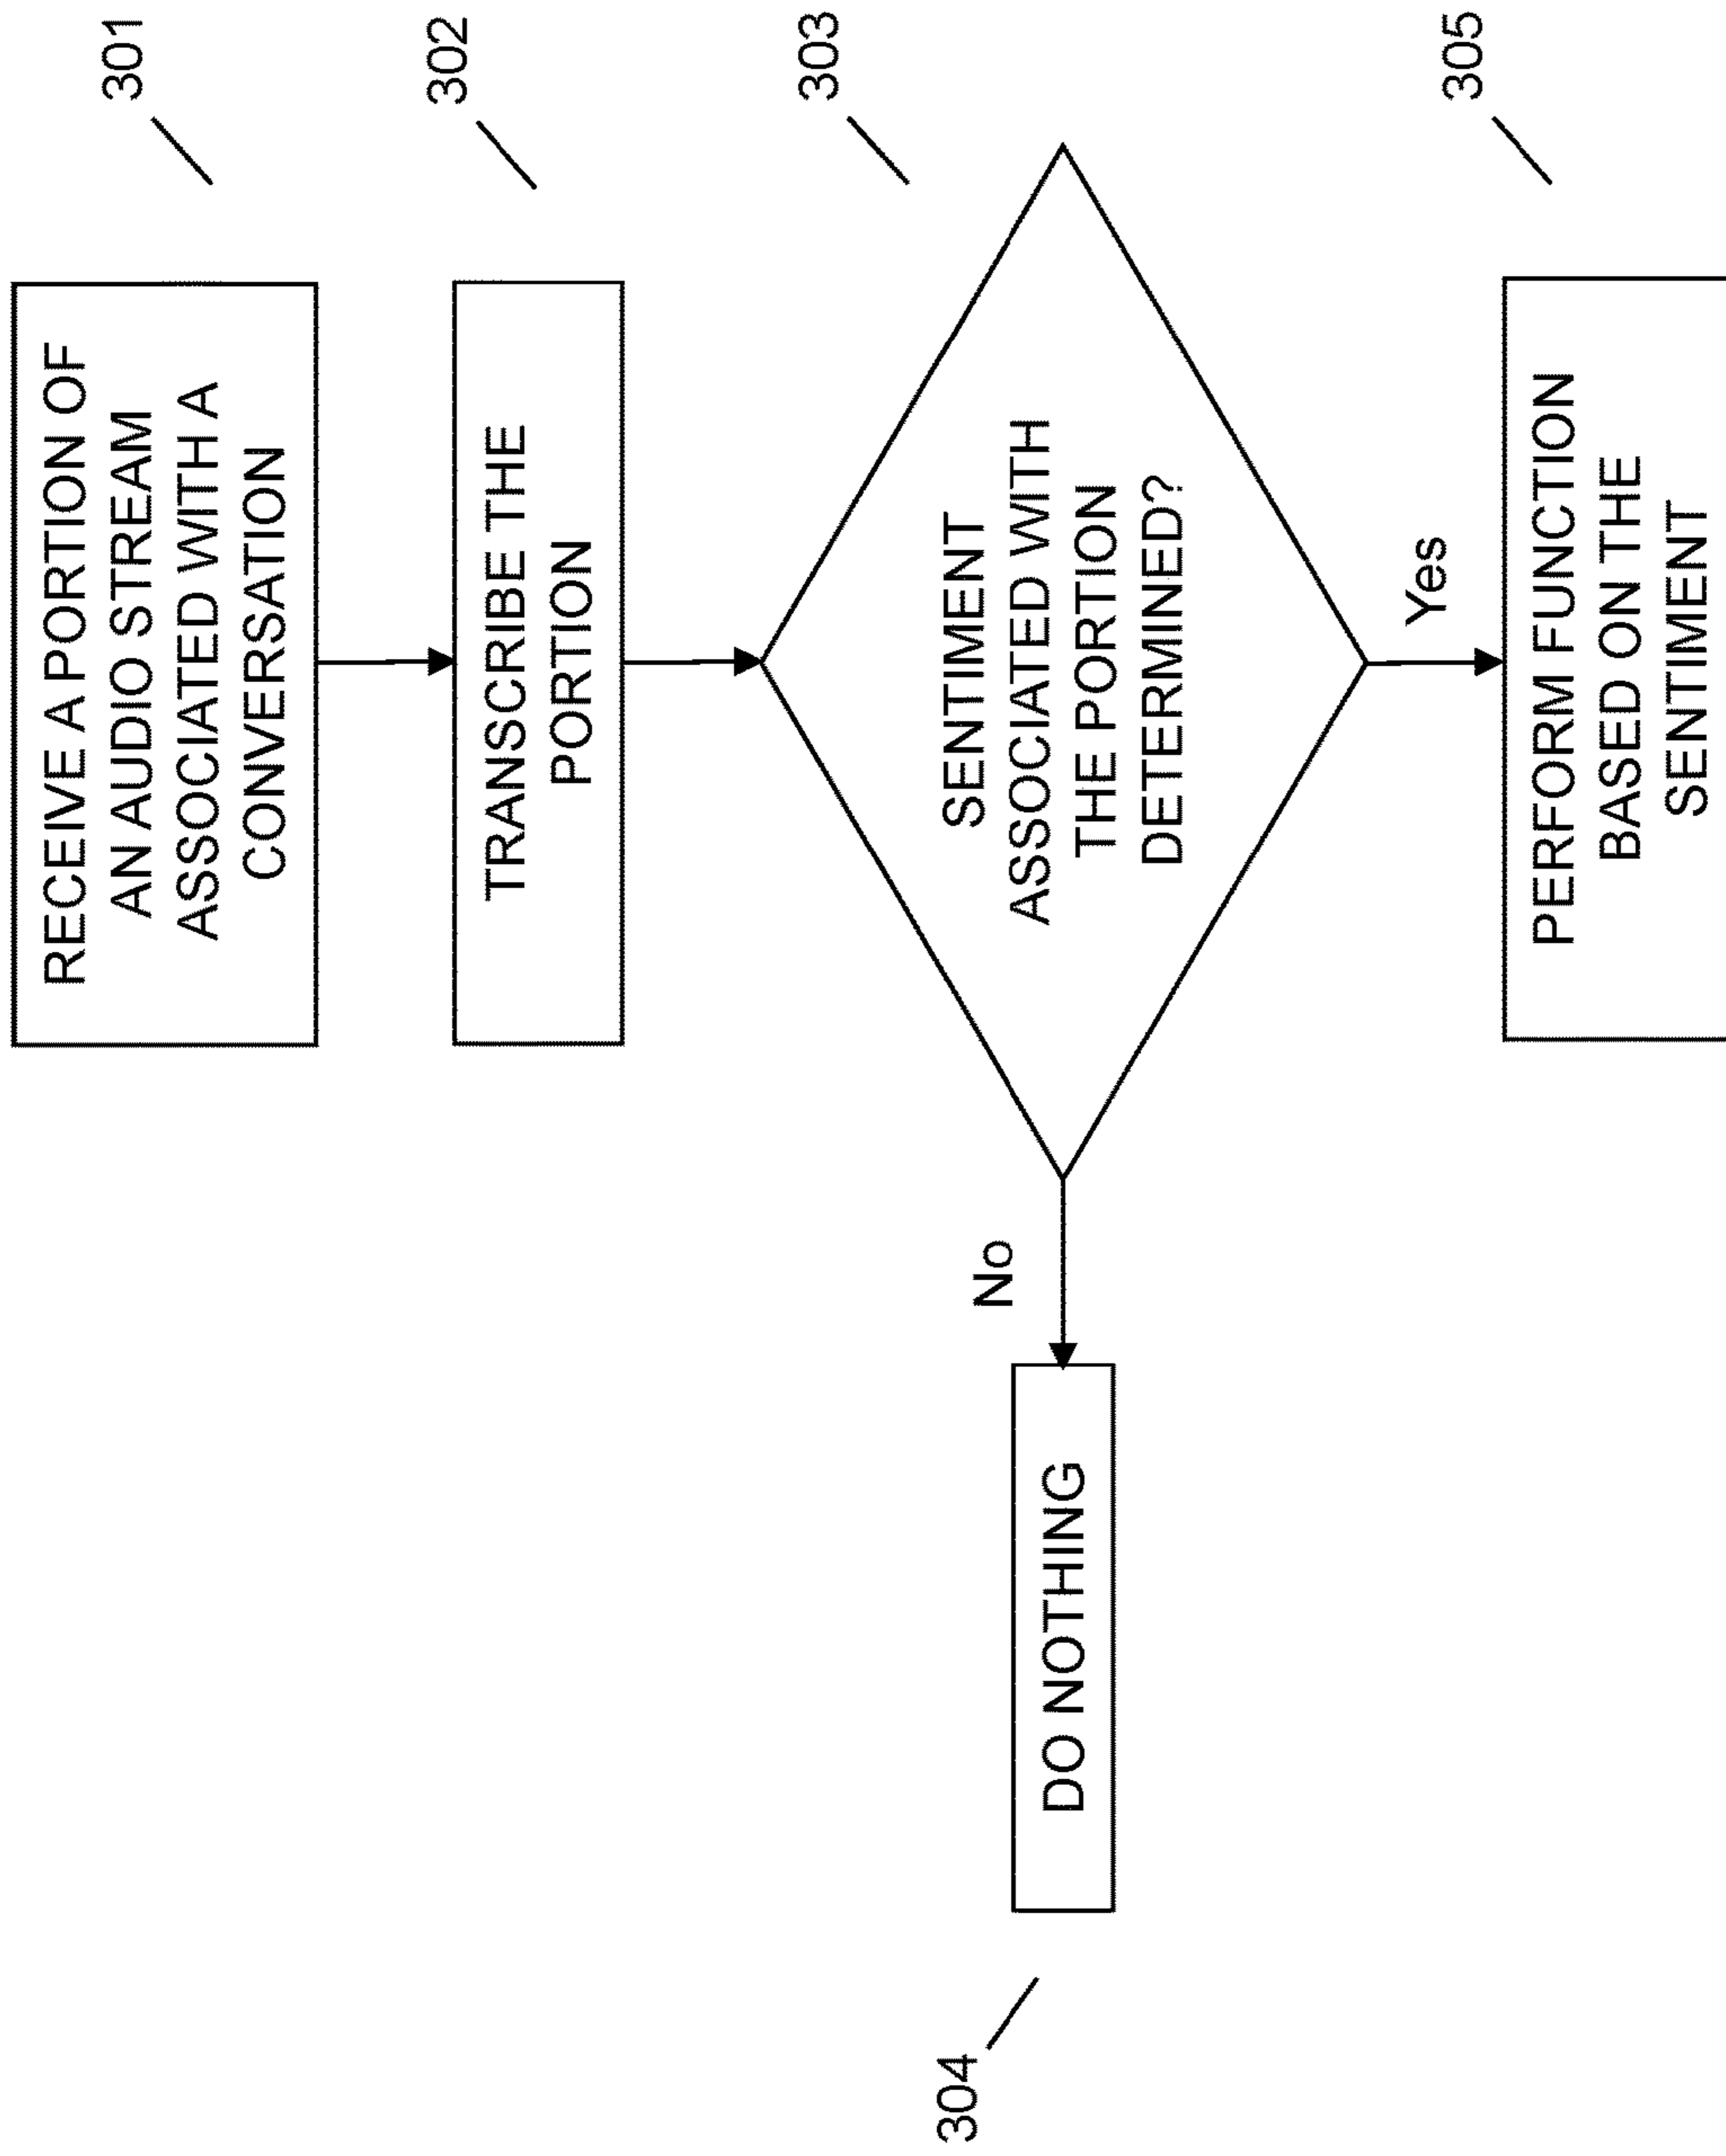 RECEIVE A PORTION OF
AN AUDIO STREAM
ASSOCIATED WITH A
CONVERSATION
301
TRANSCRIBE THE
PORTION
302
SENTIMENT
ASSOCIATED WITH
THE PORTION
DETERMINED?
303
No
DO NOTHING
304
Yes
PERFORM FUNCTION
BASED ON THE
SENTIMENT
305